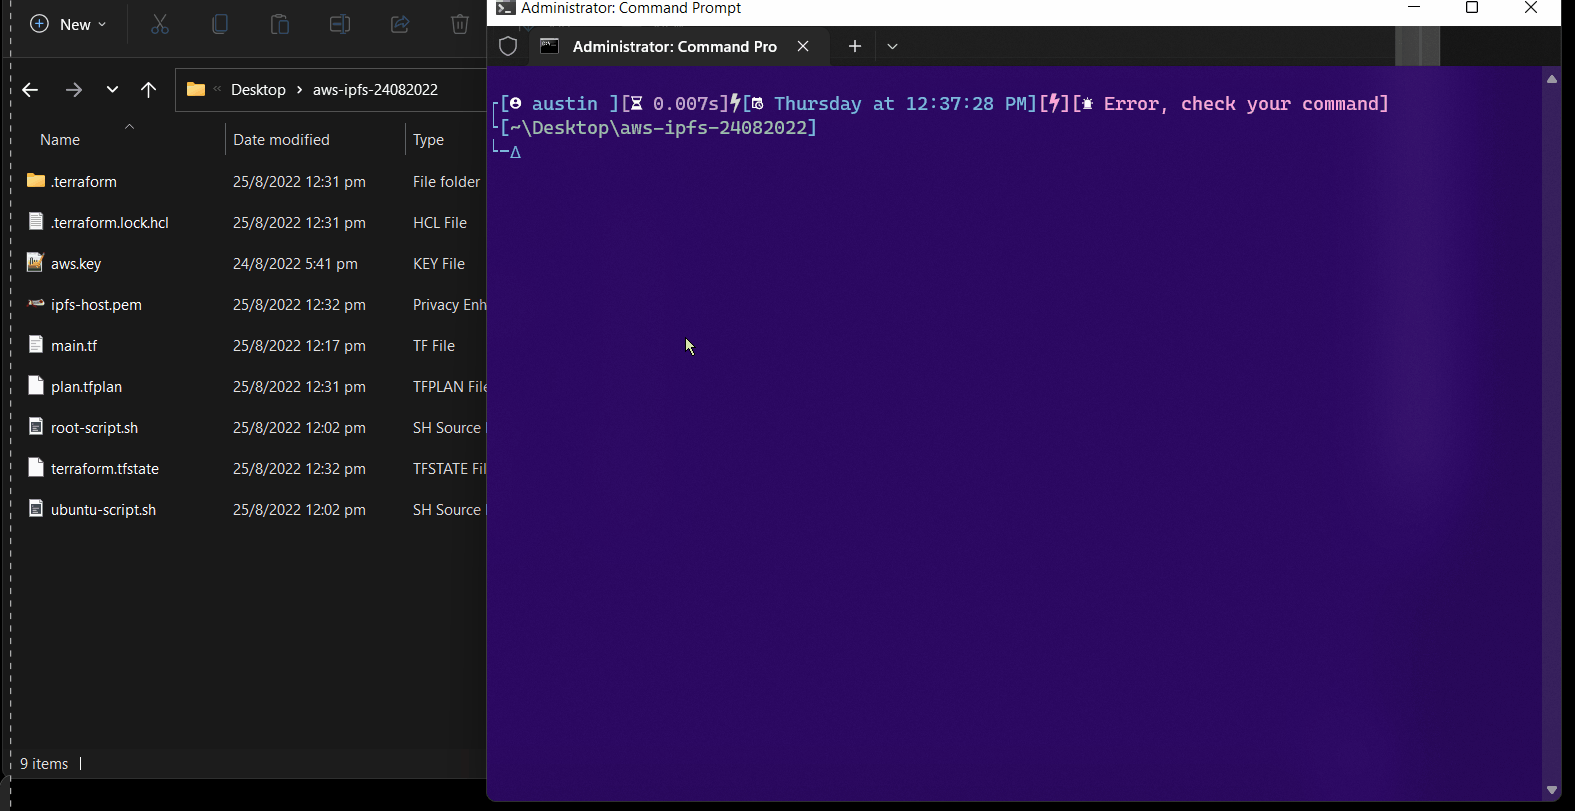 Administrator: Command Prompt
New
Administrator: Command Pro
« Desktop > aws-ipfs-24082022
Name Date modified Type
.terraform 25/8/2022 12:31 pm File folder
.terraform.lock.hcl 25/8/2022 12:31 pm HCL File
aws.key 24/8/2022 5:41 pm KEY File
ipfs-host.pem 25/8/2022 12:32 pm Privacy Enh
main.tf 25/8/2022 12:17 pm TF File
plan.tfplan 25/8/2022 12:31 pm TFPLAN File
root-script.sh 25/8/2022 12:02 pm SH Source
terraform.tfstate 25/8/2022 12:32 pm TFSTATE Fil
ubuntu-script.sh 25/8/2022 12:02 pm SH Source
9 items
[ austin ][ 0.007s]⚡[ Thursday at 12:37:28 PM][⚡][ Error, check your command]
[~\Desktop\aws-ipfs-24082022]
└─Δ